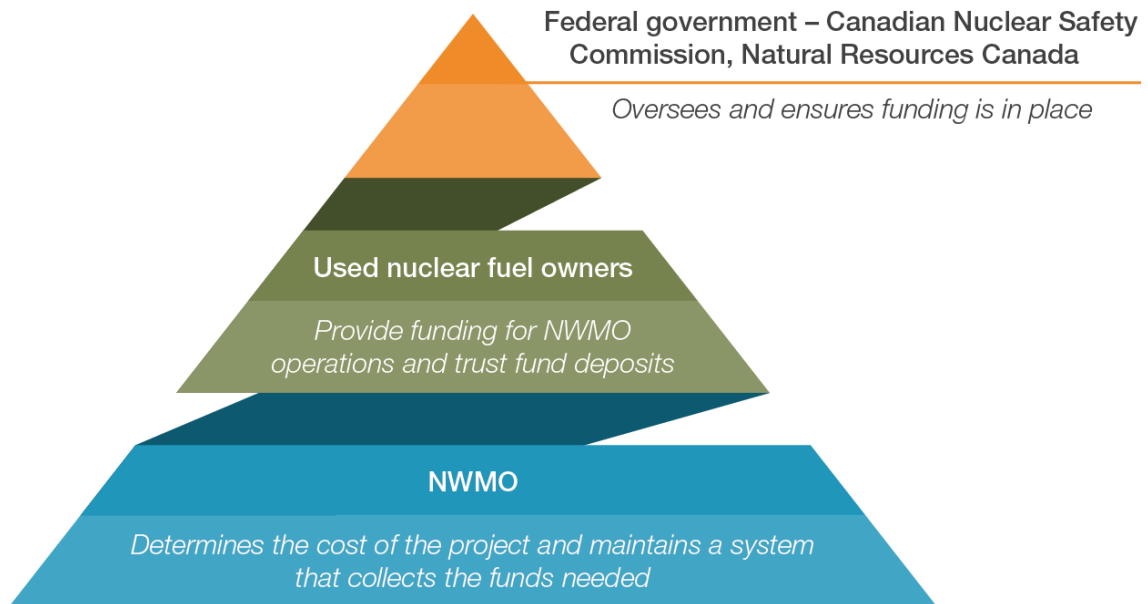 Federal government – Canadian Nuclear Safety
Commission, Natural Resources Canada
Oversees and ensures funding is in place
Used nuclear fuel owners
Provide funding for NWMO
operations and trust fund deposits
NWMO
Determines the cost of the project and maintains a system
that collects the funds needed